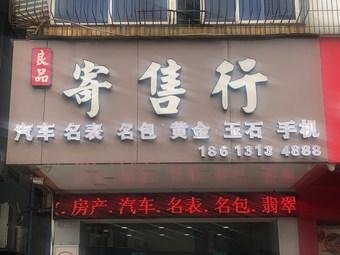 良品
寄售行
汽车 名表 名包 黄金 玉石 手机
186 1313 4888
房产.汽车.名表.名包.翡翠